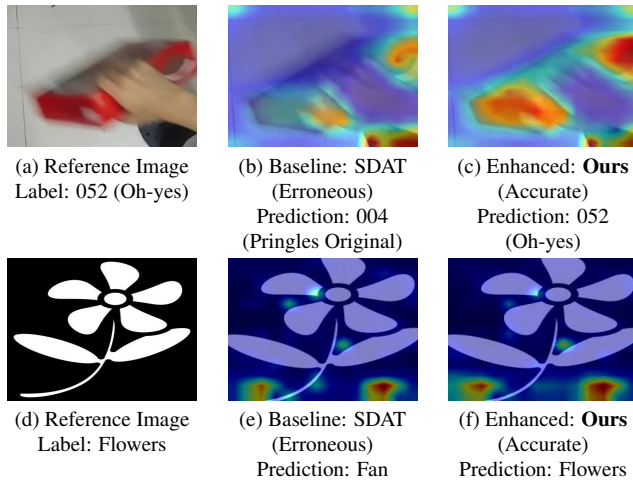 (a) Reference Image
Label: 052 (Oh-yes)
(b) Baseline: SDAT
(Erroneous)
Prediction: 004
(Pringles Original)
(c) Enhanced: Ours
(Accurate)
Prediction: 052
(Oh-yes)
(d) Reference Image
Label: Flowers
(e) Baseline: SDAT
(Erroneous)
Prediction: Fan
(f) Enhanced: Ours
(Accurate)
Prediction: Flowers